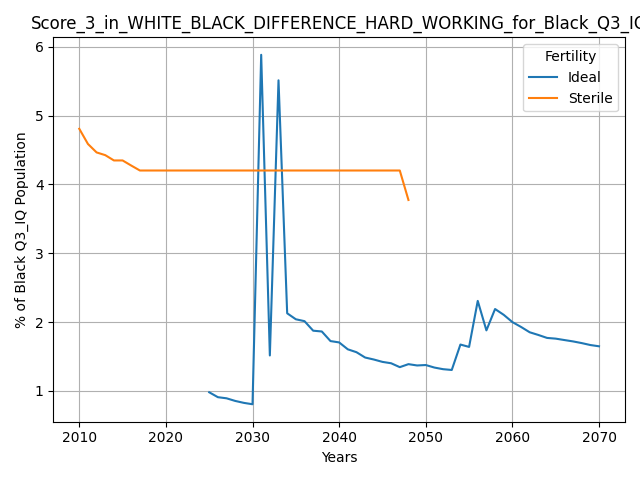 Score_3_in_WHITE_BLACK_DIFFERENCE_HARD_WORKING_for_Black_Q3_IQ
Fertility
Ideal
Sterile
% of Black Q3_IQ Population
6
5
4
3
2
1
2010 2020 2030 2040 2050 2060 2070
Years